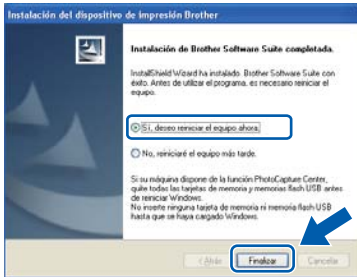 Instalación del dispositivo de impresión Brother
Instalación de Brother Software Suite completada.
InstallShield Wizard ha instalado Brother Software Suite con
éxito. Antes de utilizar el programa, es necesario reiniciar el
equipo.
Sí, deseo reiniciar el equipo ahora.
No, reiniciaré el equipo más tarde.
Si su máquina dispone de la función PhotoCapture Center,
quite todas las tarjetas de memoria y memorias flash USB antes
de reiniciar Windows.
No inserte ninguna tarjeta de memoria ni memoria flash USB
hasta que se haya cargado Windows.
< Atrás
Finalizar
Cancelar